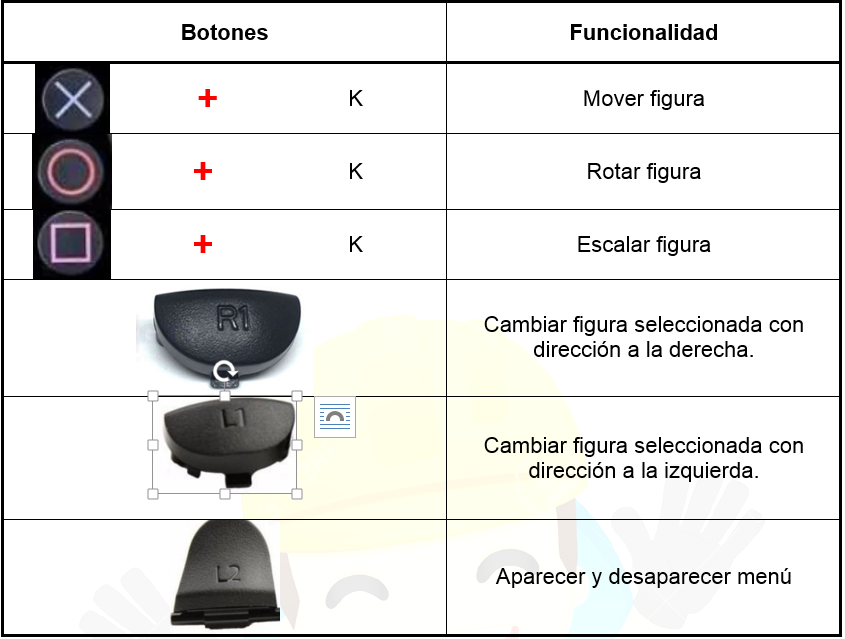 Botones Funcionalidad
+ K Mover figura
+ K Rotar figura
+ K Escalar figura
R1
Cambiar figura seleccionada con
dirección a la derecha.
L1
Cambiar figura seleccionada con
dirección a la izquierda.
L2
Aparecer y desaparecer menú